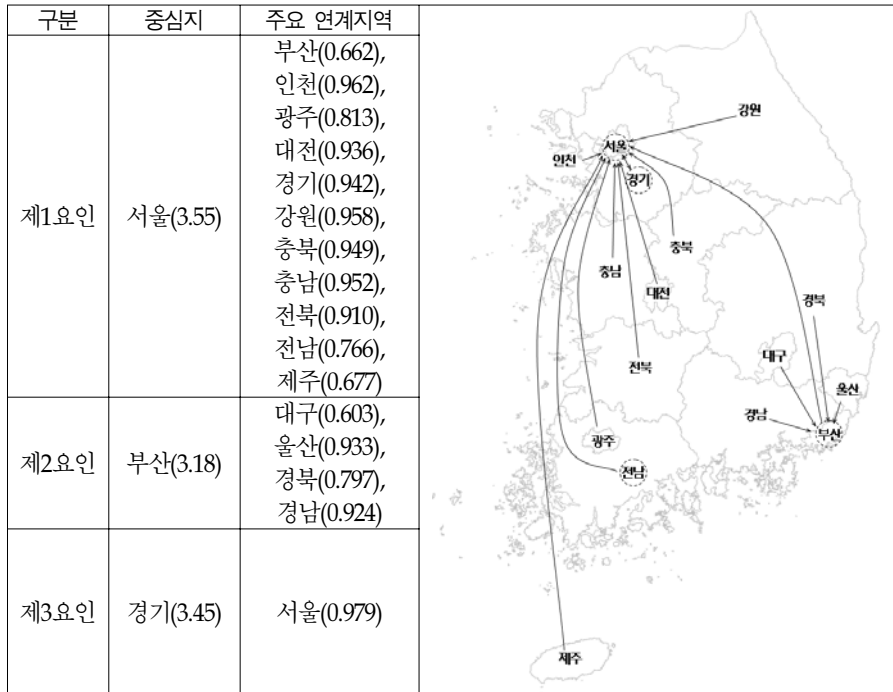 구분 중심지 주요 연계지역
제1요인 서울(3.55) 부산(0.662),
인천(0.962),
광주(0.813),
대전(0.936),
경기(0.942),
강원(0.958),
충북(0.949),
충남(0.952),
전북(0.910),
전남(0.766),
제주(0.677)
제2요인 부산(3.18) 대구(0.603),
울산(0.933),
경북(0.797),
경남(0.924)
제3요인 경기(3.45) 서울(0.979)
강원
서울
인천
경기
충북
충남
대전
경북
대구
전북
울산
경남
부산
광주
전남
제주